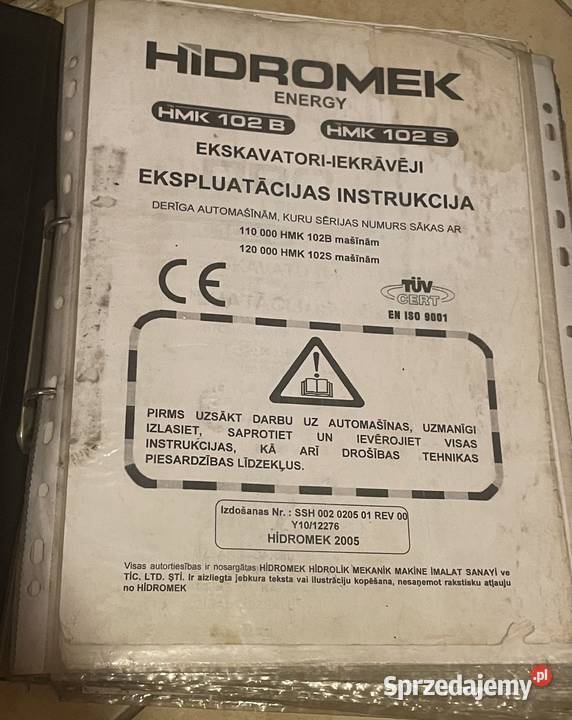 HİDROMEK
ENERGY
HMK 102 B HMK 102 S
EKSKAVATORI-IEKRĀVĒJI
EKSPLUATĀCIJAS INSTRUKCIJA
DERĪGA AUTOMAŠĪNĀM, KURU SĒRIJAS NUMURS SĀKAS AR
110 000 HMK 102B mašīnām
120 000 HMK 102S mašīnām
CE
TÜV
CERT
EN ISO 9001
PIRMS UZSĀKT DARBU UZ AUTOMAŠĪNAS, UZMANĪGI
IZLASIET, SAPROTIET UN IEVĒROJIET VISAS
INSTRUKCIJAS, KĀ ARĪ DROŠĪBAS TEHNIKAS
PIESARDZĪBAS LĪDZEKĻUS.
Izdošanas Nr. : SSH 002 0205 01 REV 00
Y10/12276
HİDROMEK 2005
Visas autortiesības ir nosargātas HİDROMEK HİDROLİK MEKANİK MAKİNE İMALAT SANAYİ ve
TİC. LTD. ŞTİ. Ir aizliegta jebkura teksta vai ilustrāciju kopēšana, nesaņemot rakstisku atļauju
no HİDROMEK
Sprzedajemy.pl